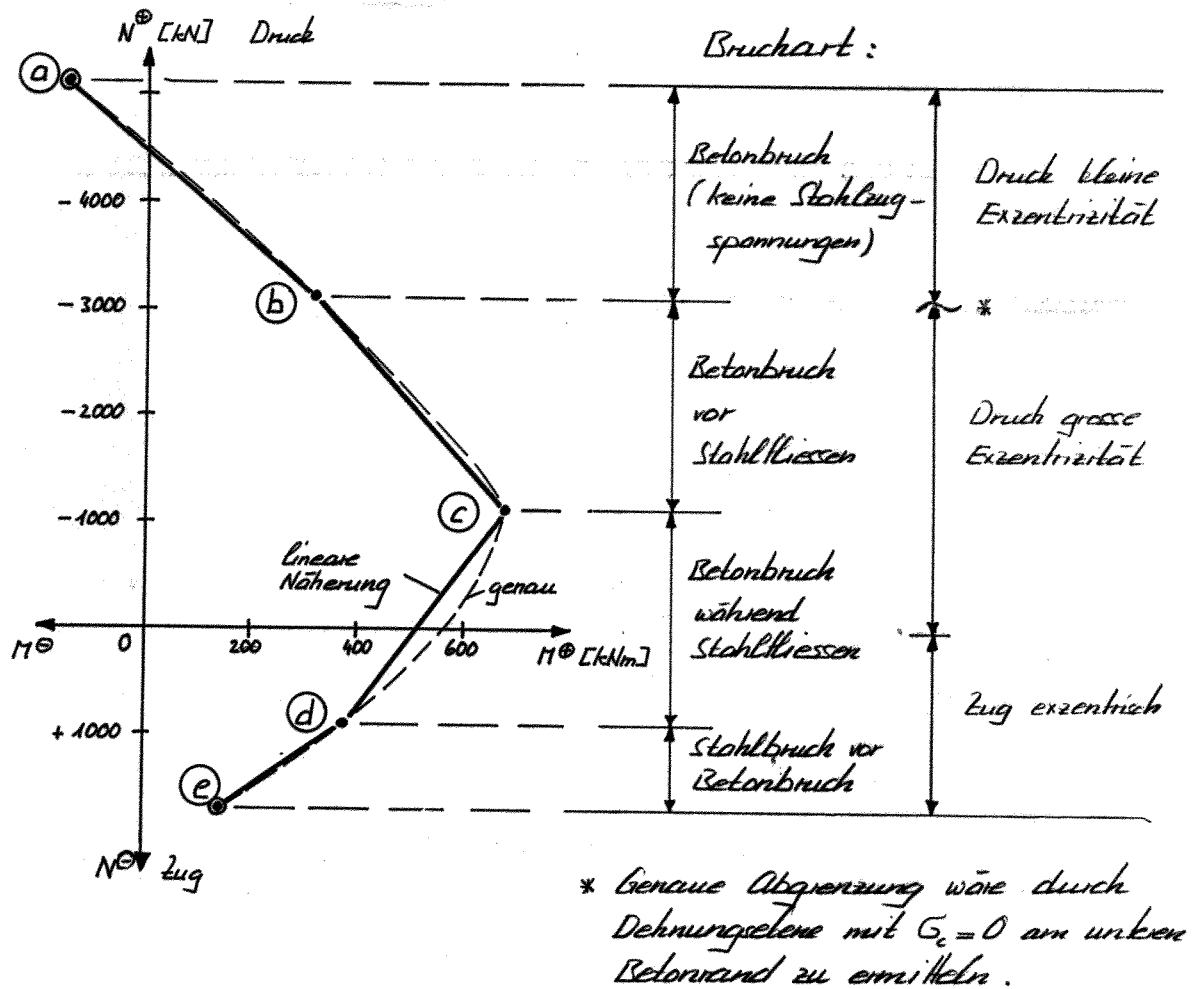 N⊕ [kN] Druck
Bruchart :
a
Betonbruch
(keine Stahlzug-
spannungen)
Druck kleine
Exzentrizität
- 4000
b
- 3000
*
Betonbruch
vor
Stahlfliessen
Druck grosse
Exzentrizität
- 2000
c
- 1000
lineare
Näherung
genau
Betonbruch
während
Stahlfliessen
M⊖
0
200
400
600
M⊕ [kNm]
d
+ 1000
Zug exzentrisch
Stahlbruch vor
Betonbruch
e
N⊖ Zug
* Genaue Abgrenzung wäre durch
Dehnungsebene mit σc = 0 am unteren
Betonrand zu ermitteln .